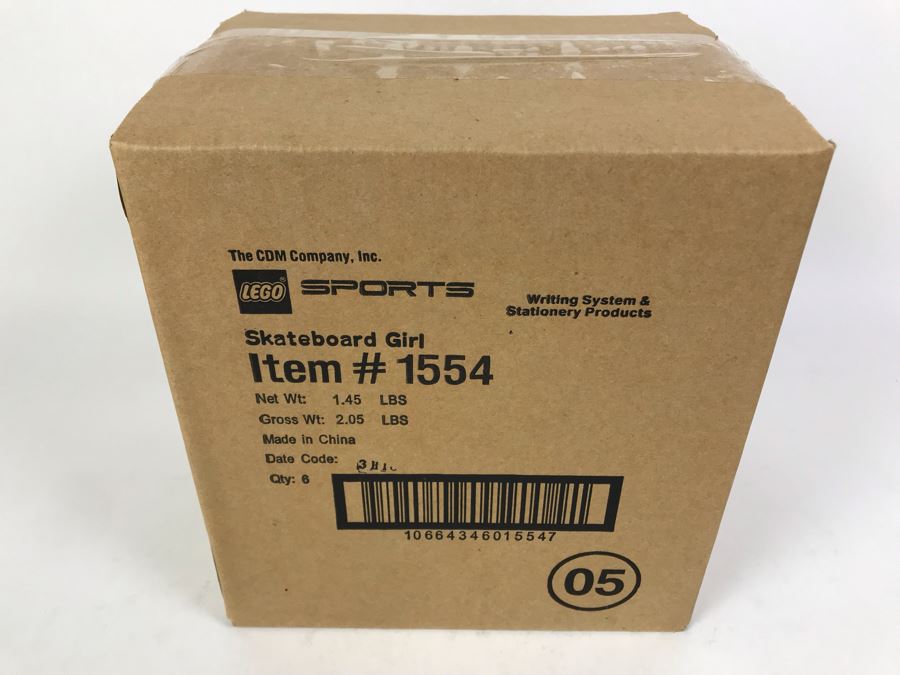 The CDM Company, Inc.
LEGO® SPORTS
Writing System &
Stationery Products
Skateboard Girl
Item # 1554
Net Wt: 1.45 LBS
Gross Wt: 2.05 LBS
Made in China
Date Code:
Qty: 6
10664346015547
05